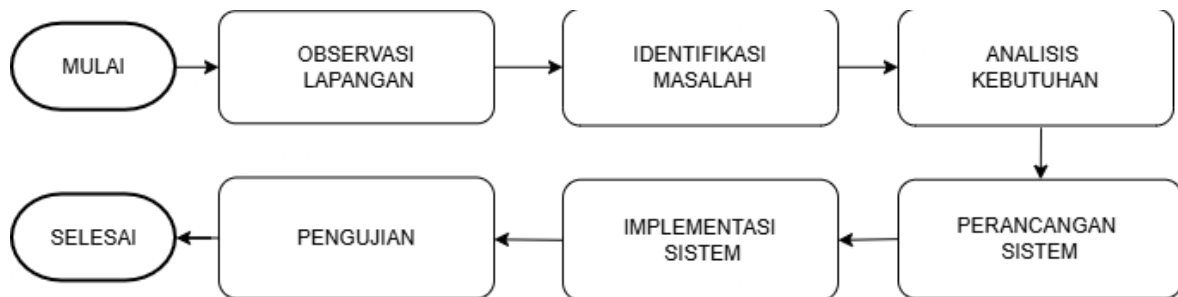 MULAI
OBSERVASI
LAPANGAN
IDENTIFIKASI
MASALAH
ANALISIS
KEBUTUHAN
PERANCANGAN
SISTEM
IMPLEMENTASI
SISTEM
PENGUJIAN
SELESAI